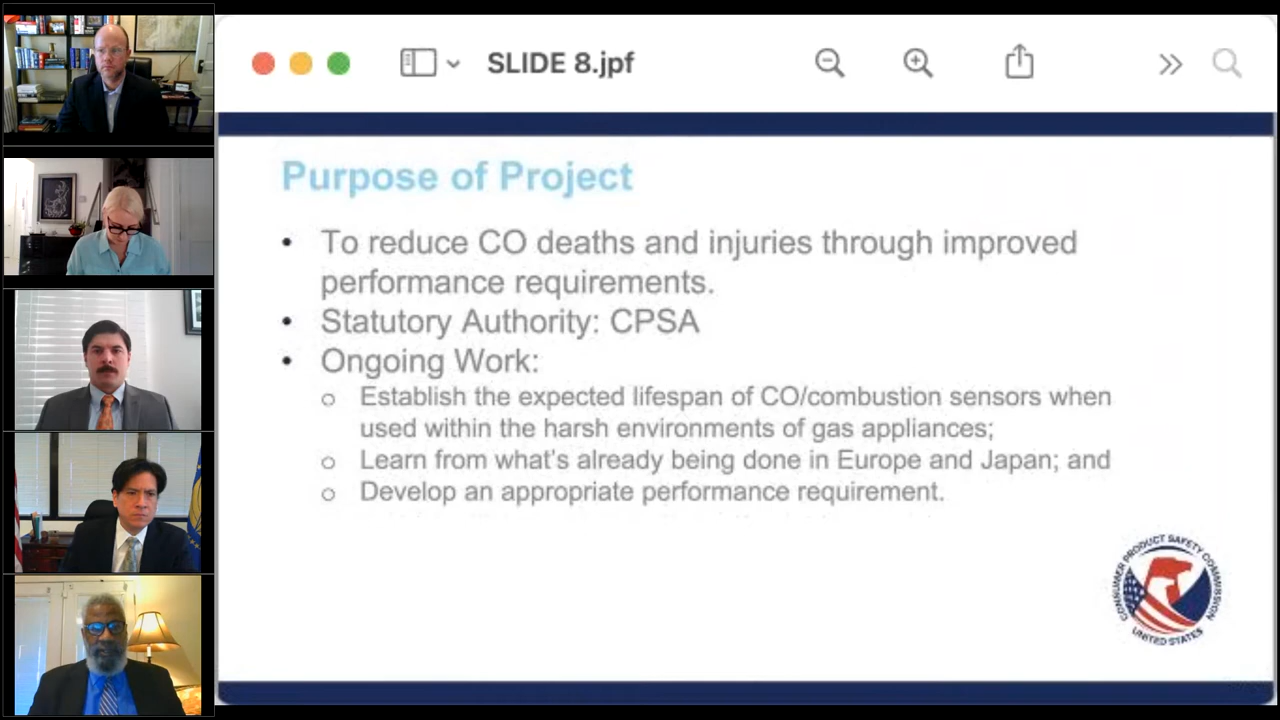 SLIDE 8.jpf
Purpose of Project
• To reduce CO deaths and injuries through improved
performance requirements.
• Statutory Authority: CPSA
• Ongoing Work:
o Establish the expected lifespan of CO/combustion sensors when
used within the harsh environments of gas appliances;
o Learn from what's already being done in Europe and Japan; and
o Develop an appropriate performance requirement.
CONSUMER PRODUCT SAFETY COMMISSION
UNITED STATES